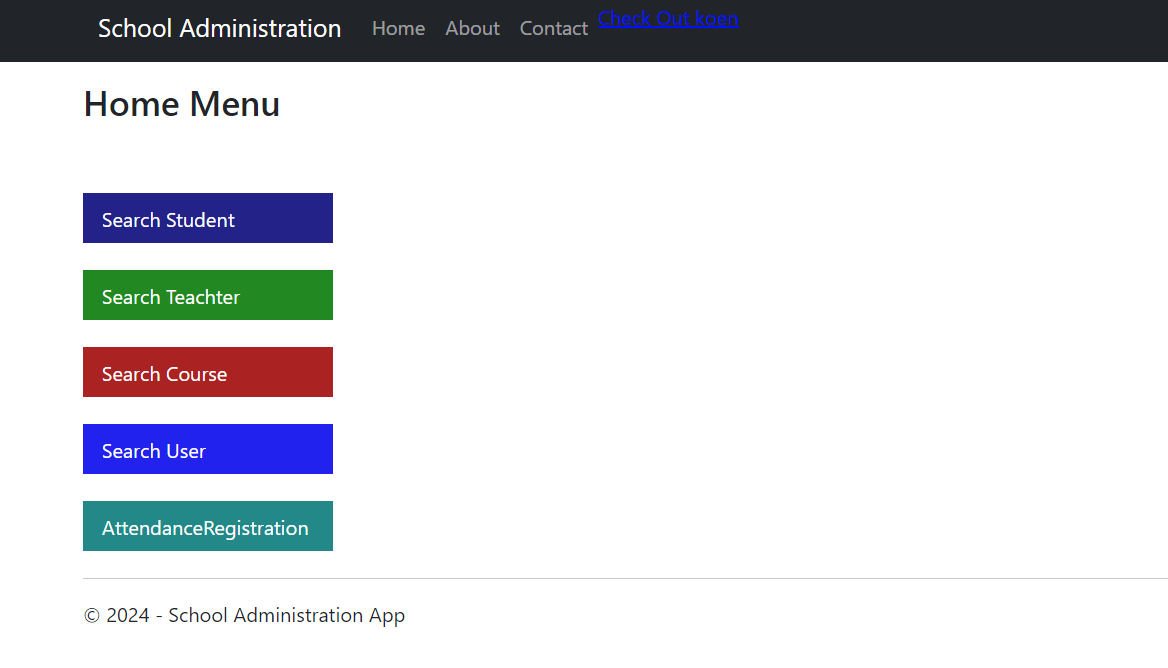 School Administration Home About Contact Check Out koen
Home Menu
Search Student
Search Teachter
Search Course
Search User
AttendanceRegistration
© 2024 - School Administration App